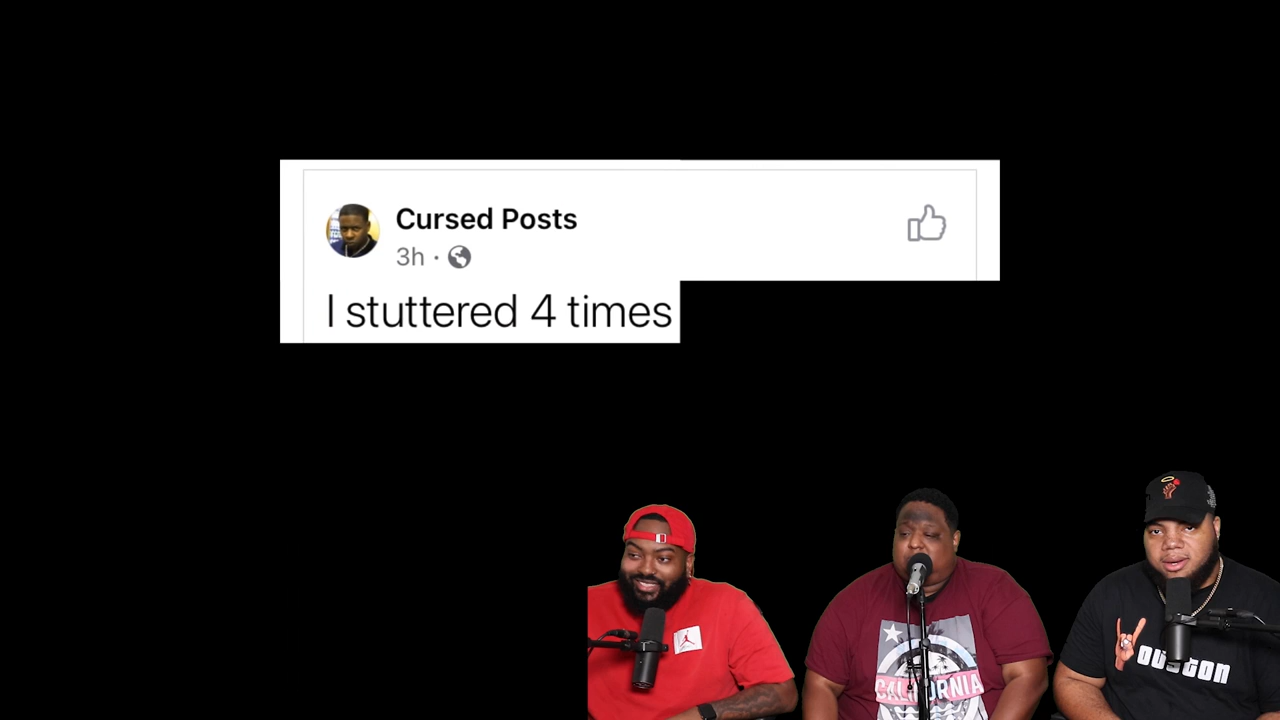 Cursed Posts
3h ·
I stuttered 4 times
CALIFORNIA
ouston